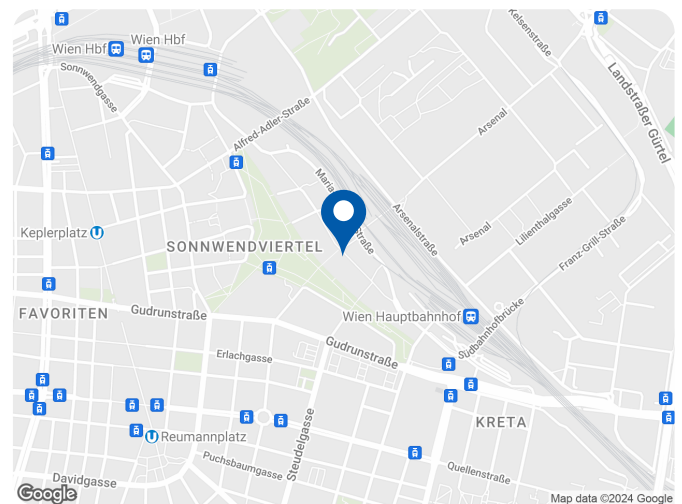 Wien Hbf
Wien Hbf
Sonnwendgasse
Kelsenstraße
Landstraßer Gürtel
Alfred-Adler-Straße
Arsenal
Maria
straße
Arsenalstraße
Arsenal
Lilienthalgasse
Franz-Grill-Straße
Keplerplatz
SONNWENDVIERTEL
FAVORITEN
Gudrunstraße
Wien Hauptbahnhof
Südbahnhofbrücke
Erlachgasse
Gudrunstraße
Steudelgasse
KRETA
Reumannplatz
Puchsbaumgasse
Quellenstraße
Davidgasse
Google
Map data ©2024 Google